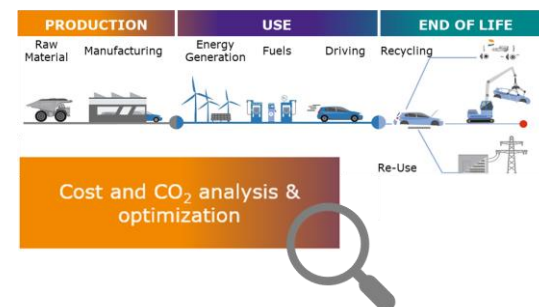 PRODUCTION
USE
END OF LIFE
Raw
Material
Manufacturing
Energy
Generation
Fuels
Driving
Recycling
Re-Use
Cost and CO₂ analysis &
optimization